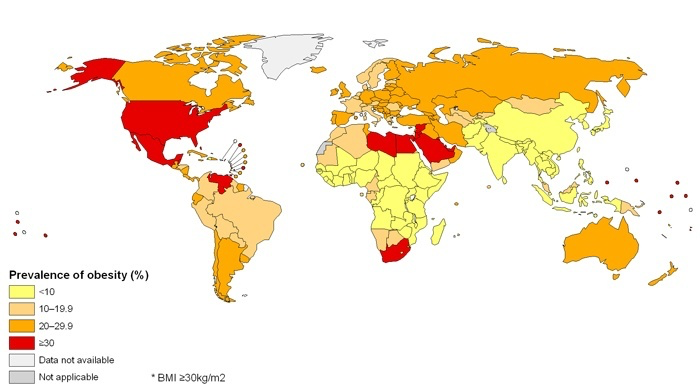 Prevalence of obesity (%)
<10
10–19.9
20–29.9
≥30
Data not available
Not applicable
* BMI ≥30kg/m2